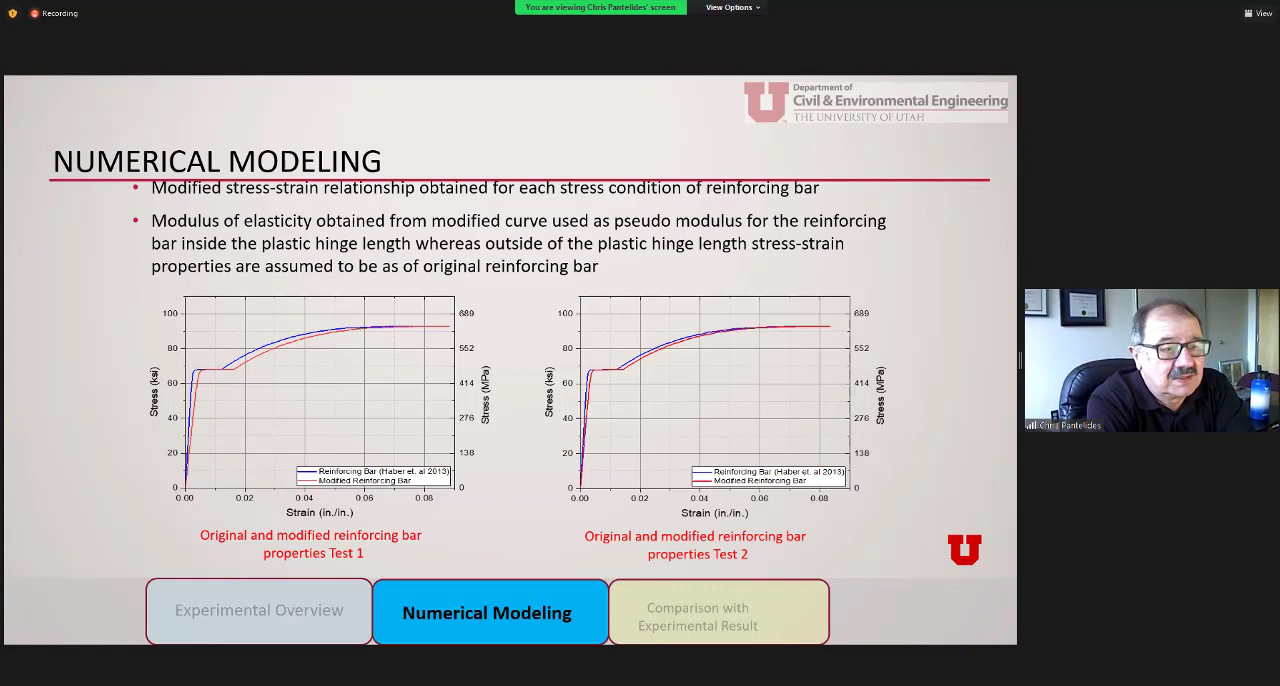 Recording
You are viewing Chris Pantelides' screen
View Options
View
Department of
Civil & Environmental Engineering
THE UNIVERSITY OF UTAH
NUMERICAL MODELING
• Modified stress-strain relationship obtained for each stress condition of reinforcing bar
• Modulus of elasticity obtained from modified curve used as pseudo modulus for the reinforcing
bar inside the plastic hinge length whereas outside of the plastic hinge length stress-strain
properties are assumed to be as of original reinforcing bar
100
80
60
40
20
0
Stress (ksi)
689
552
414
276
138
0
Stress (MPa)
Reinforcing Bar (Haber et. al 2013)
Modified Reinforcing Bar
0.00 0.02 0.04 0.06 0.08
Strain (in./in.)
Original and modified reinforcing bar
properties Test 1
100
80
60
40
20
0
Stress (ksi)
689
552
414
276
138
0
Stress (MPa)
Reinforcing Bar (Haber et. al 2013)
Modified Reinforcing Bar
0.00 0.02 0.04 0.06 0.08
Strain (in./in.)
Original and modified reinforcing bar
properties Test 2
Experimental Overview
Numerical Modeling
Comparison with
Experimental Result
Chris Pantelides